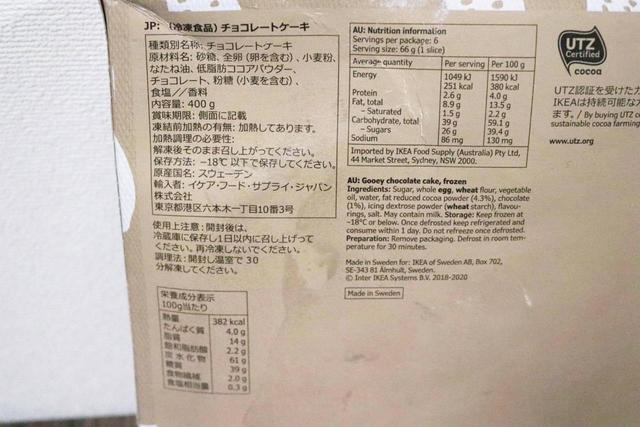 JP: (冷凍食品) チョコレートケーキ
種類別名称: チョコレートケーキ
原材料名: 砂糖、全卵（卵を含む）、小麦粉、
なたね油、低脂肪ココアパウダー、
チョコレート、粉糖（小麦を含む）、
食塩／香料
内容量: 400 g
賞味期限: 側面に記載
凍結前加熱の有無: 加熱してあります。
加熱調理の必要性:
解凍後そのまま召し上がってください。
保存方法: −18℃ 以下で保存してください。
原産国名: スウェーデン
輸入者: イケア・フード・サプライ・ジャパン
株式会社
東京都港区六本木一丁目10番3号
使用上注意: 開封後は、
冷蔵庫に保存し1日以内に召し上がって
ください。再冷凍しないでください。
調理法: 開封し室温で 30
分解凍してください。
栄養成分表示
100g当たり
熱量 382 kcal
たんぱく質 4.0 g
脂質 14 g
飽和脂肪酸 2.2 g
炭水化物 61 g
糖質 39 g
食物繊維 2.0 g
食塩相当量 0.3 g
AU: Nutrition information
Servings per package: 6
Serving size: 66 g (1 slice)
Average quantity Per serving Per 100 g
Energy 1049 kJ 1590 kJ
251 kcal 380 kcal
Protein 2.6 g 4.0 g
Fat, total 8.9 g 13.5 g
– Saturated 1.5 g 2.2 g
Carbohydrate, total 39 g 59.1 g
– Sugars 26 g 39.4 g
Sodium 86 mg 130 mg
Imported by IKEA Food Supply (Australia) Pty Ltd,
44 Market Street, Sydney, NSW 2000.
AU: Gooey chocolate cake, frozen
Ingredients: Sugar, whole egg, wheat flour, vegetable
oil, water, fat reduced cocoa powder (4.3%), chocolate
(1%), icing dextrose powder (wheat starch), flavour-
rings, salt. May contain milk. Storage: Keep frozen at
-18°C or below. Once defrosted keep refrigerated and
consume within 1 day. Do not refreeze once defrosted.
Preparation: Remove packaging. Defrost in room tem-
perature for 30 minutes.
Made in Sweden for: IKEA of Sweden AB, Box 702,
SE-343 81 Älmhult, Sweden.
© Inter IKEA Systems B.V. 2018-2020
Made in Sweden
UTZ
Certified
cocoa
UTZ認証を受けたカ
IKEAは持続可能な
ます。/ By buying UTZ c
sustainable cocoa farming
www.utz.org